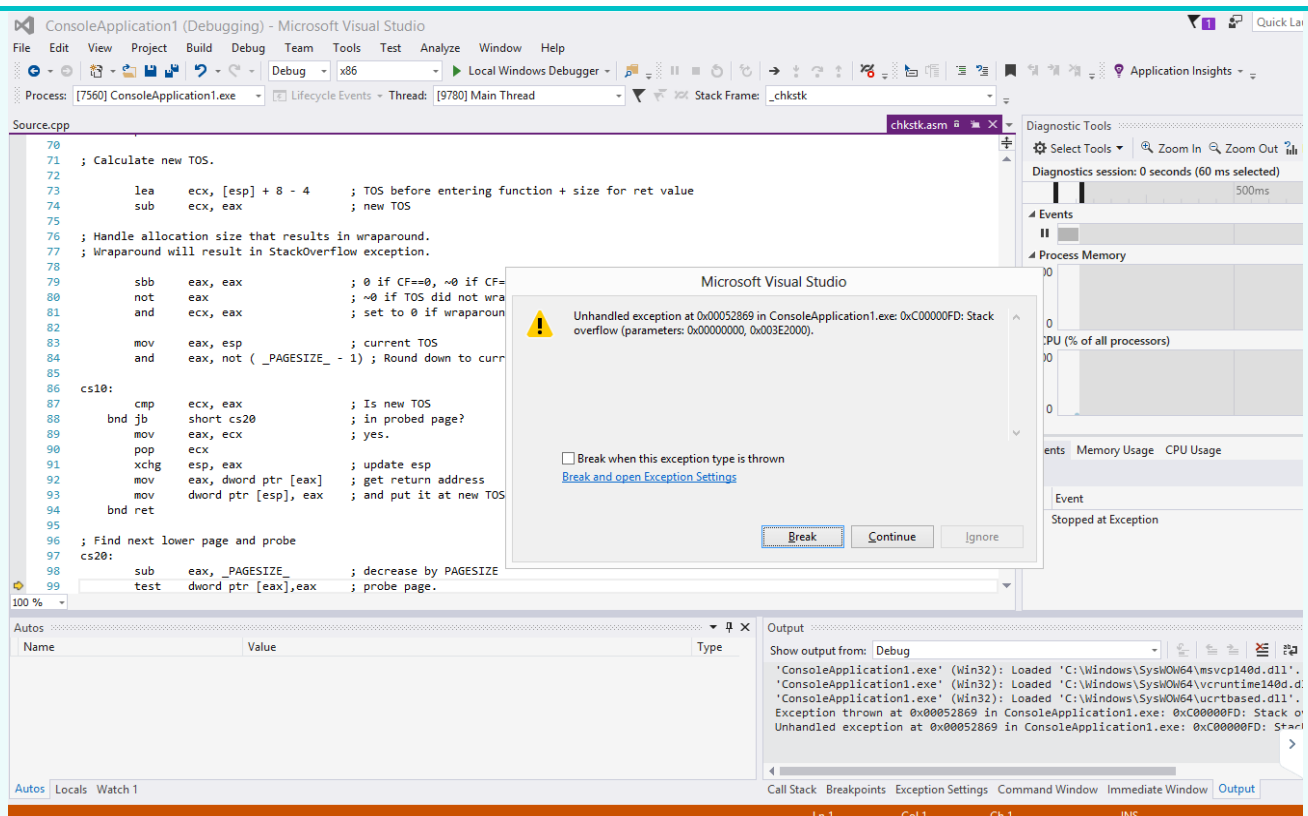 ConsoleApplication1 (Debugging) - Microsoft Visual Studio
1
Quick La
File Edit View Project Build Debug Team Tools Test Analyze Window Help
Debug x86 Local Windows Debugger Application Insights
Process: [7560] ConsoleApplication1.exe Lifecycle Events Thread: [9780] Main Thread Stack Frame: _chkstk
Source.cpp
chkstk.asm
70
71 ; Calculate new TOS.
72
73 lea ecx, [esp] + 8 - 4 ; TOS before entering function + size for ret value
74 sub ecx, eax ; new TOS
75
76 ; Handle allocation size that results in wraparound.
77 ; Wraparound will result in StackOverflow exception.
78
79 sbb eax, eax ; 0 if CF==0, ~0 if CF=
80 not eax ; ~0 if TOS did not wra
81 and ecx, eax ; set to 0 if wraparoun
82
83 mov eax, esp ; current TOS
84 and eax, not ( _PAGESIZE_ - 1) ; Round down to curr
85
86 cs10:
87 cmp ecx, eax ; Is new TOS
88 bnd jb short cs20 ; in probed page?
89 mov eax, ecx ; yes.
90 pop ecx
91 xchg esp, eax ; update esp
92 mov eax, dword ptr [eax] ; get return address
93 mov dword ptr [esp], eax ; and put it at new TOS
94 bnd ret
95
96 ; Find next lower page and probe
97 cs20:
98 sub eax, _PAGESIZE_ ; decrease by PAGESIZE
99 test dword ptr [eax],eax ; probe page.
100 %
Microsoft Visual Studio
Unhandled exception at 0x00052869 in ConsoleApplication1.exe: 0xC00000FD: Stack
overflow (parameters: 0x00000000, 0x003E2000).
Break when this exception type is thrown
Break and open Exception Settings
Break Continue Ignore
Diagnostic Tools
Select Tools Zoom In Zoom Out
Diagnostics session: 0 seconds (60 ms selected)
500ms
Events
Process Memory
00
0
CPU (% of all processors)
00
0
ents Memory Usage CPU Usage
Event
Stopped at Exception
Autos
Name Value Type
Autos Locals Watch 1
Output
Show output from: Debug
'ConsoleApplication1.exe' (Win32): Loaded 'C:\Windows\SysWOW64\msvcp140d.dll'.
'ConsoleApplication1.exe' (Win32): Loaded 'C:\Windows\SysWOW64\vcruntime140d.d
'ConsoleApplication1.exe' (Win32): Loaded 'C:\Windows\SysWOW64\ucrtbased.dll'.
Exception thrown at 0x00052869 in ConsoleApplication1.exe: 0xC00000FD: Stack o
Unhandled exception at 0x00052869 in ConsoleApplication1.exe: 0xC00000FD: Stac
Call Stack Breakpoints Exception Settings Command Window Immediate Window Output
Ln 1 Col 1 Ch 1 INS